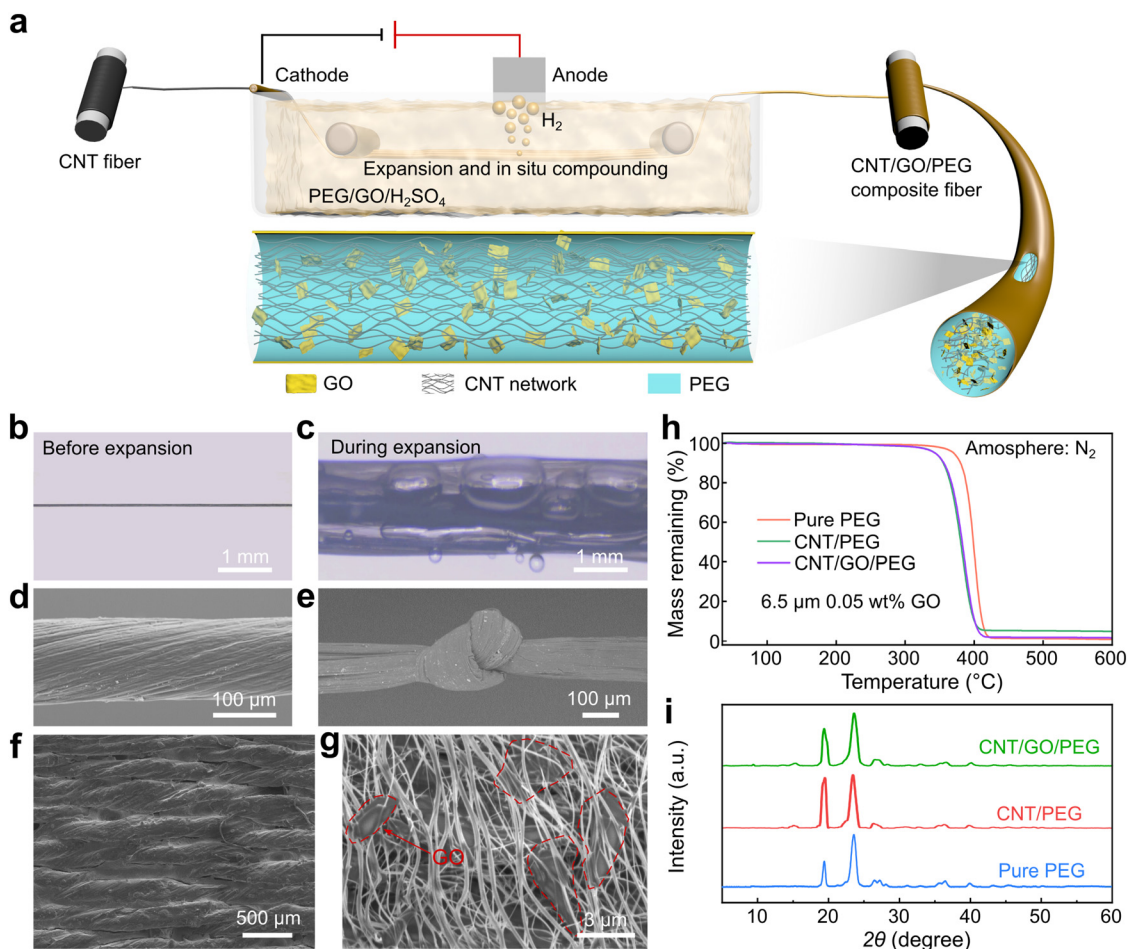 a
CNT fiber
Cathode
Anode
H₂
Expansion and in situ compounding
PEG/GO/H₂SO₄
CNT/GO/PEG
composite fiber
GO
CNT network
PEG
b
Before expansion
1 mm
c
During expansion
1 mm
d
100 μm
e
100 μm
f
500 μm
g
GO
3 μm
h
Mass remaining (%)
100
80
60
40
20
0
Amosphere: N₂
Pure PEG
CNT/PEG
CNT/GO/PEG
6.5 μm 0.05 wt% GO
100 200 300 400 500 600
Temperature (°C)
i
Intensity (a.u.)
CNT/GO/PEG
CNT/PEG
Pure PEG
10 20 30 40 50 60
2θ (degree)